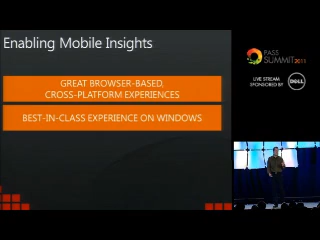 Enabling Mobile Insights
GREAT BROWSER-BASED,
CROSS-PLATFORM EXPERIENCES
BEST-IN-CLASS EXPERIENCE ON WINDOWS
PASS
SUMMIT 2011
LIVE STREAM
SPONSORED BY
DELL